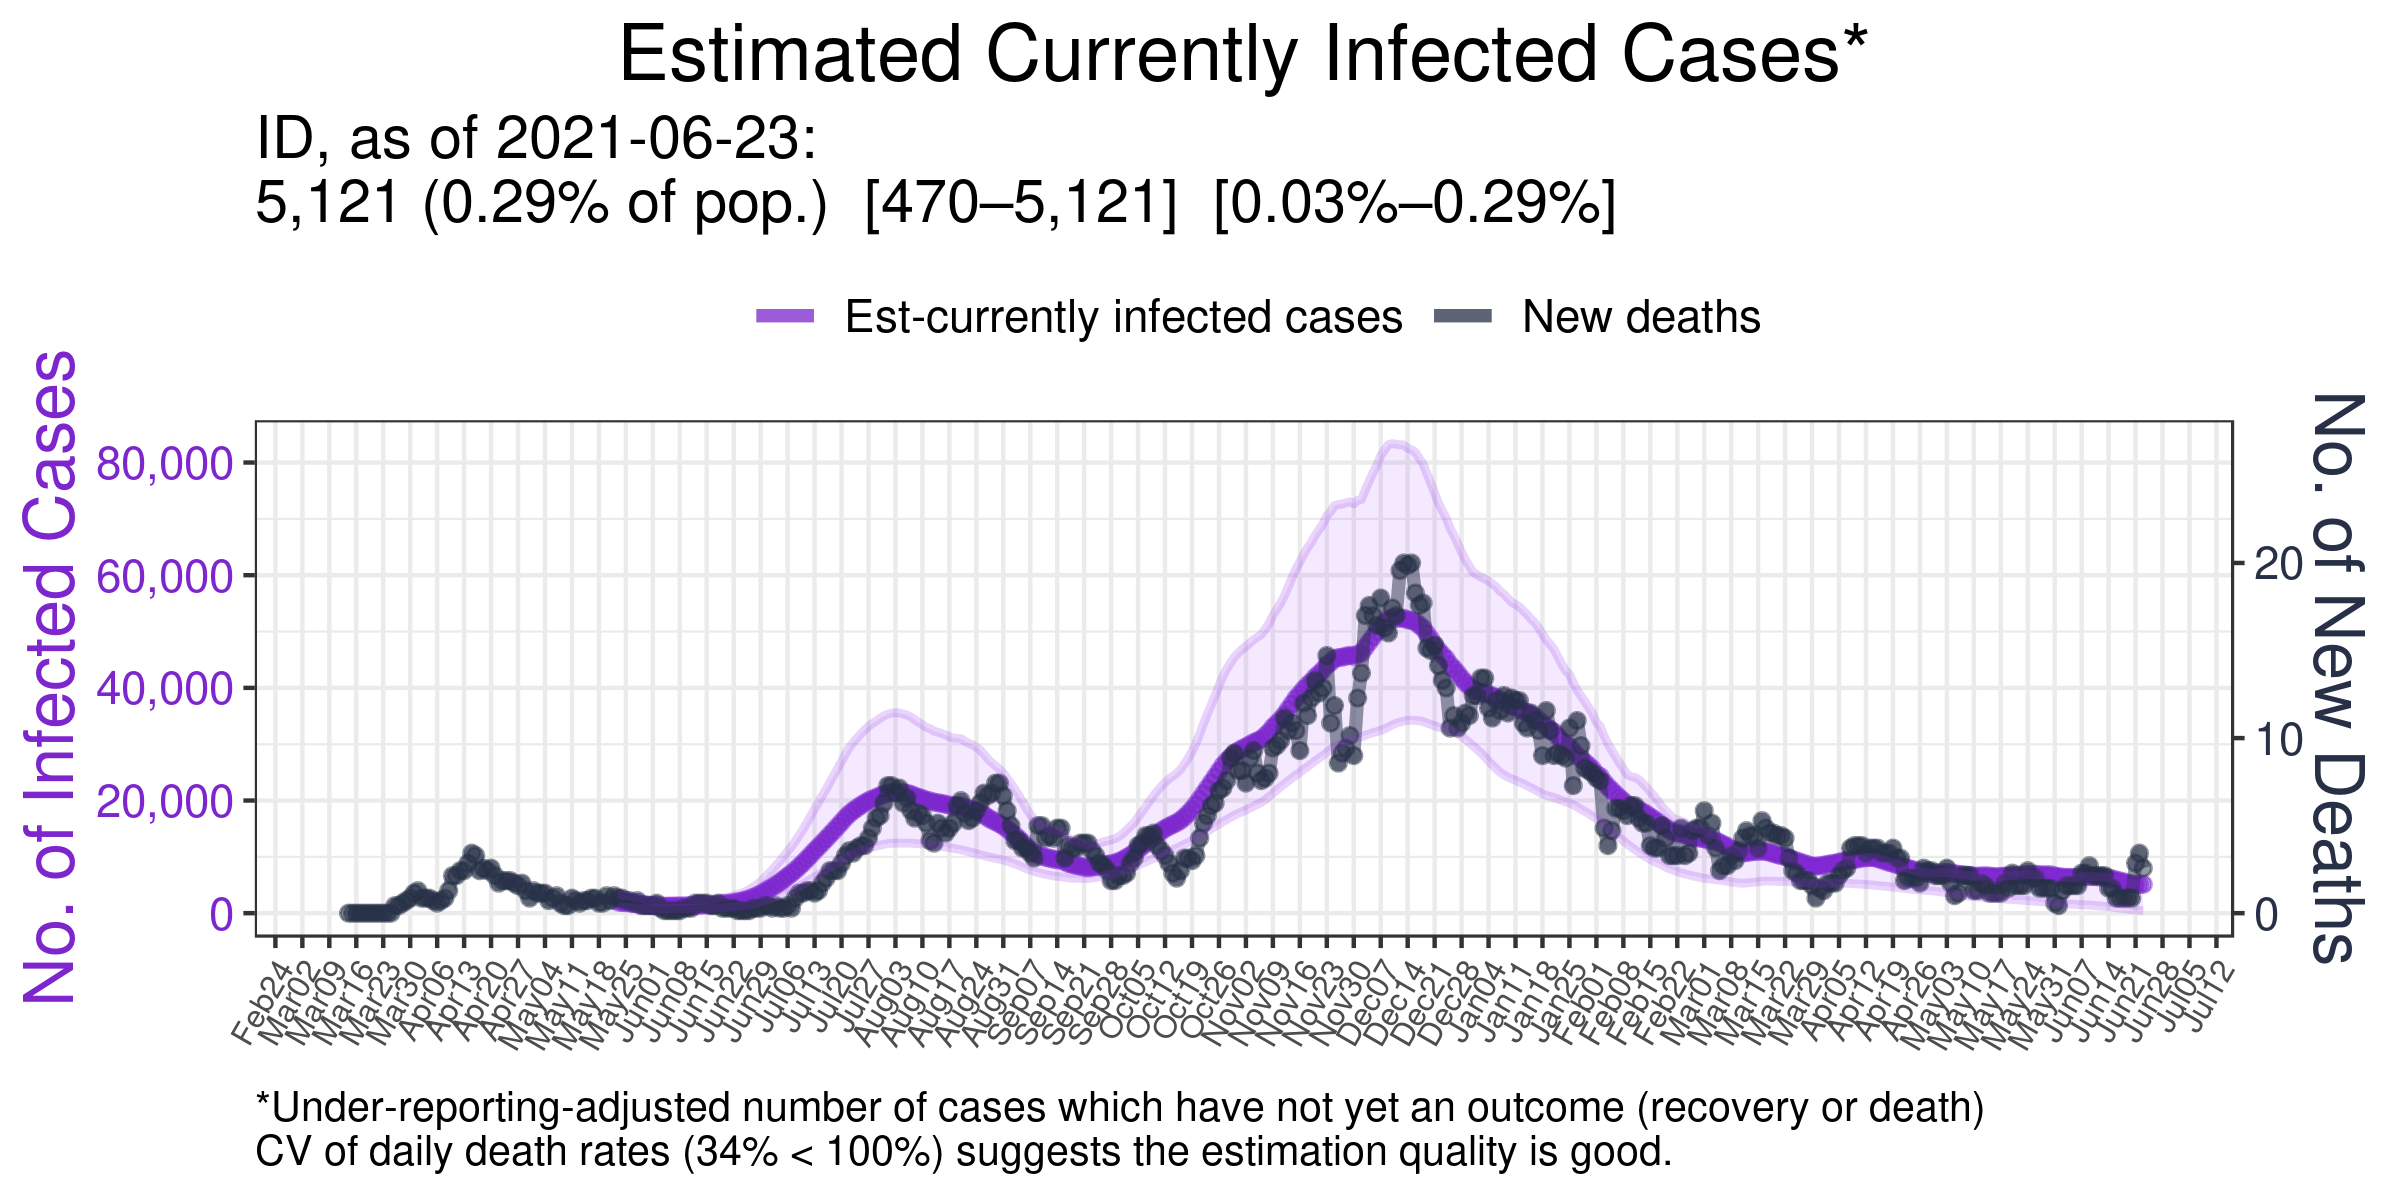 Estimated Currently Infected Cases*
ID, as of 2021-06-23:
5,121 (0.29% of pop.)  [470–5,121]  [0.03%–0.29%]
Est-currently infected cases
New deaths
No. of Infected Cases
80,000
60,000
40,000
20,000
0
20
10
0
No. of New Deaths
Feb24
Mar02
Mar09
Mar16
Mar23
Mar30
Apr06
Apr13
Apr20
Apr27
May04
May11
May18
May25
Jun01
Jun08
Jun15
Jun22
Jun29
Jul06
Jul13
Jul20
Jul27
Aug03
Aug10
Aug17
Aug24
Aug31
Sep07
Sep14
Sep21
Sep28
Oct05
Oct12
Oct19
Oct26
Nov02
Nov09
Nov16
Nov23
Nov30
Dec07
Dec14
Dec21
Dec28
Jan04
Jan11
Jan18
Jan25
Feb01
Feb08
Feb15
Feb22
Mar01
Mar08
Mar15
Mar22
Mar29
Apr05
Apr12
Apr19
Apr26
May03
May10
May17
May24
May31
Jun07
Jun14
Jun21
Jun28
Jul05
Jul12
*Under-reporting-adjusted number of cases which have not yet an outcome (recovery or death)
CV of daily death rates (34% < 100%) suggests the estimation quality is good.